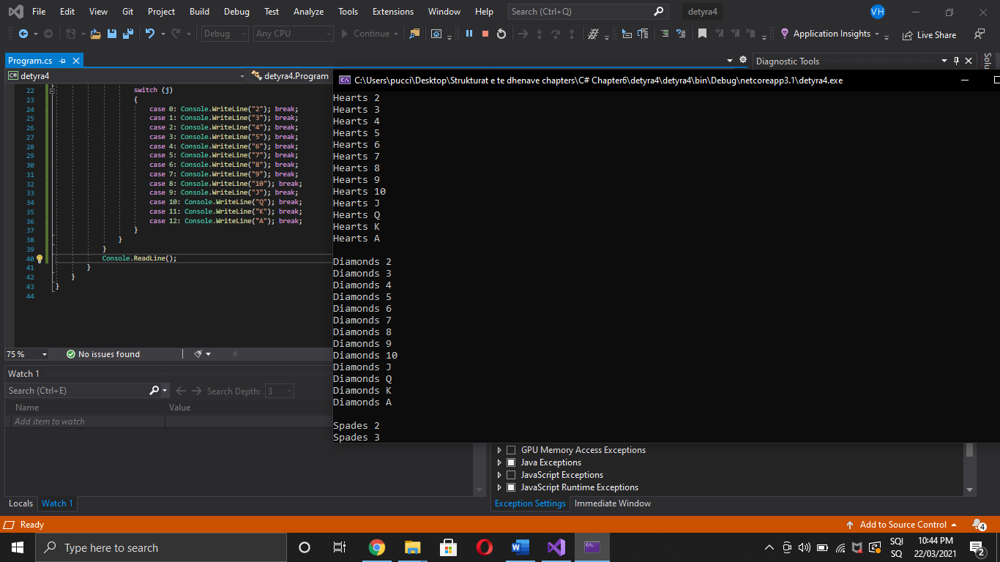 File Edit View Git Project Build Debug Test Analyze Tools Extensions Window Help Search (Ctrl+Q) detyra4 VH
Debug Any CPU Continue Application Insights Live Share
Program.cs Diagnostic Tools
C# detyra4 detyra4.Program
C:\Users\pucci\Desktop\Strukturat e te dhenave chapters\C# Chapter6\detyra4\detyra4\bin\Debug\netcoreapp3.1\detyra4.exe
Solu
22 switch (j)
23 {
24 case 0: Console.WriteLine("2"); break;
25 case 1: Console.WriteLine("3"); break;
26 case 2: Console.WriteLine("4"); break;
27 case 3: Console.WriteLine("5"); break;
28 case 4: Console.WriteLine("6"); break;
29 case 5: Console.WriteLine("7"); break;
30 case 6: Console.WriteLine("8"); break;
31 case 7: Console.WriteLine("9"); break;
32 case 8: Console.WriteLine("10"); break;
33 case 9: Console.WriteLine("J"); break;
34 case 10: Console.WriteLine("Q"); break;
35 case 11: Console.WriteLine("K"); break;
36 case 12: Console.WriteLine("A"); break;
37 }
38 }
39 }
40 Console.ReadLine();
41 }
42 }
43 }
44
75 % No issues found
Hearts 2
Hearts 3
Hearts 4
Hearts 5
Hearts 6
Hearts 7
Hearts 8
Hearts 9
Hearts 10
Hearts J
Hearts Q
Hearts K
Hearts A
Diamonds 2
Diamonds 3
Diamonds 4
Diamonds 5
Diamonds 6
Diamonds 7
Diamonds 8
Diamonds 9
Diamonds 10
Diamonds J
Diamonds Q
Diamonds K
Diamonds A
Spades 2
Spades 3
Watch 1
Search (Ctrl+E) Search Depth: 3
Name Value
Add item to watch
Locals Watch 1
GPU Memory Access Exceptions
Java Exceptions
JavaScript Exceptions
JavaScript Runtime Exceptions
Exception Settings Immediate Window
Ready Add to Source Control 4
Type here to search SQI 10:44 PM
SQ 22/03/2021 2